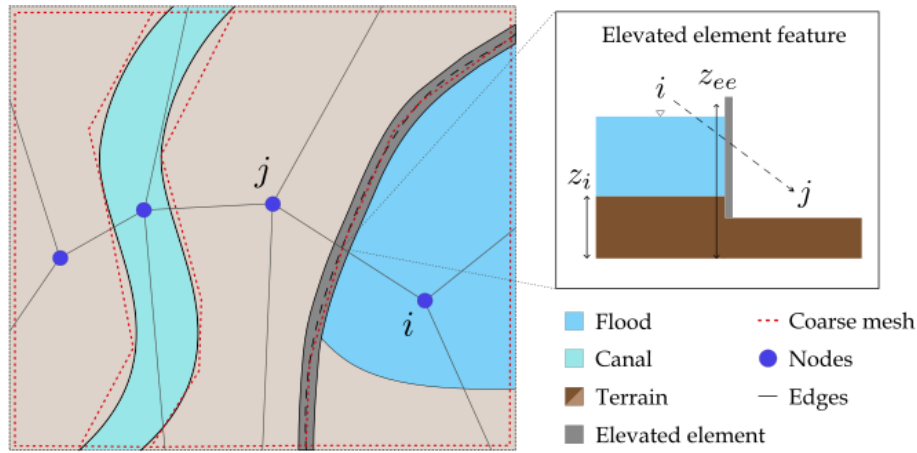 Elevated element feature
i
z_ee
z_i
j
j
i
Flood
Coarse mesh
Canal
Nodes
Terrain
Edges
Elevated element